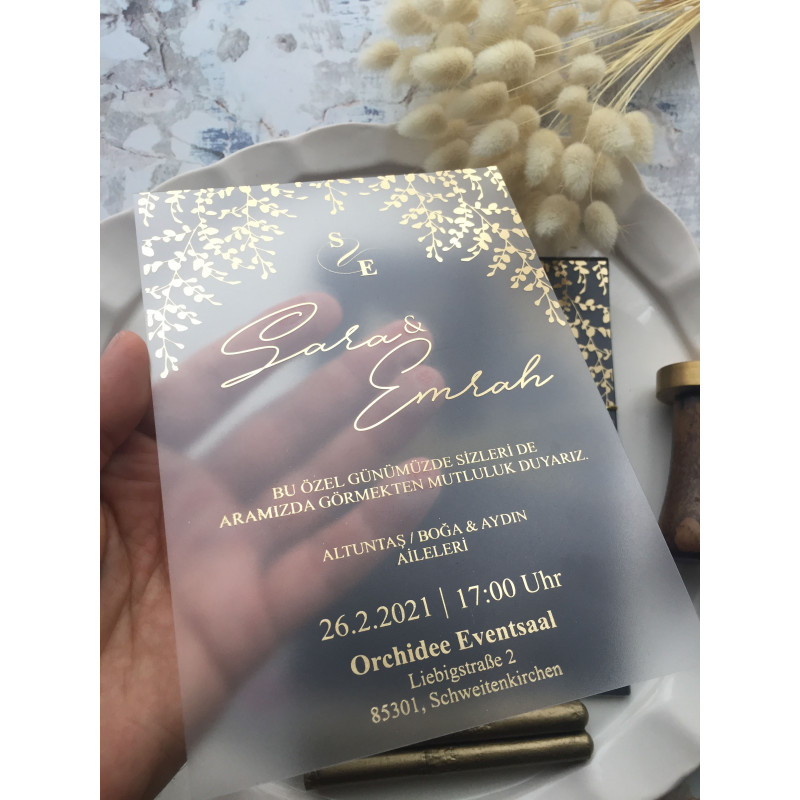 S E
Sara &
Emrah
BU ÖZEL GÜNÜMÜZDE SİZLERİ DE
ARAMIZDA GÖRMEKTEN MUTLULUK DUYARIZ.
ALTUNTAŞ / BOĞA & AYDIN
AİLELERİ
26.2.2021 | 17:00 Uhr
Orchidee Eventsaal
Liebigstraße 2
85301, Schweitenkirchen